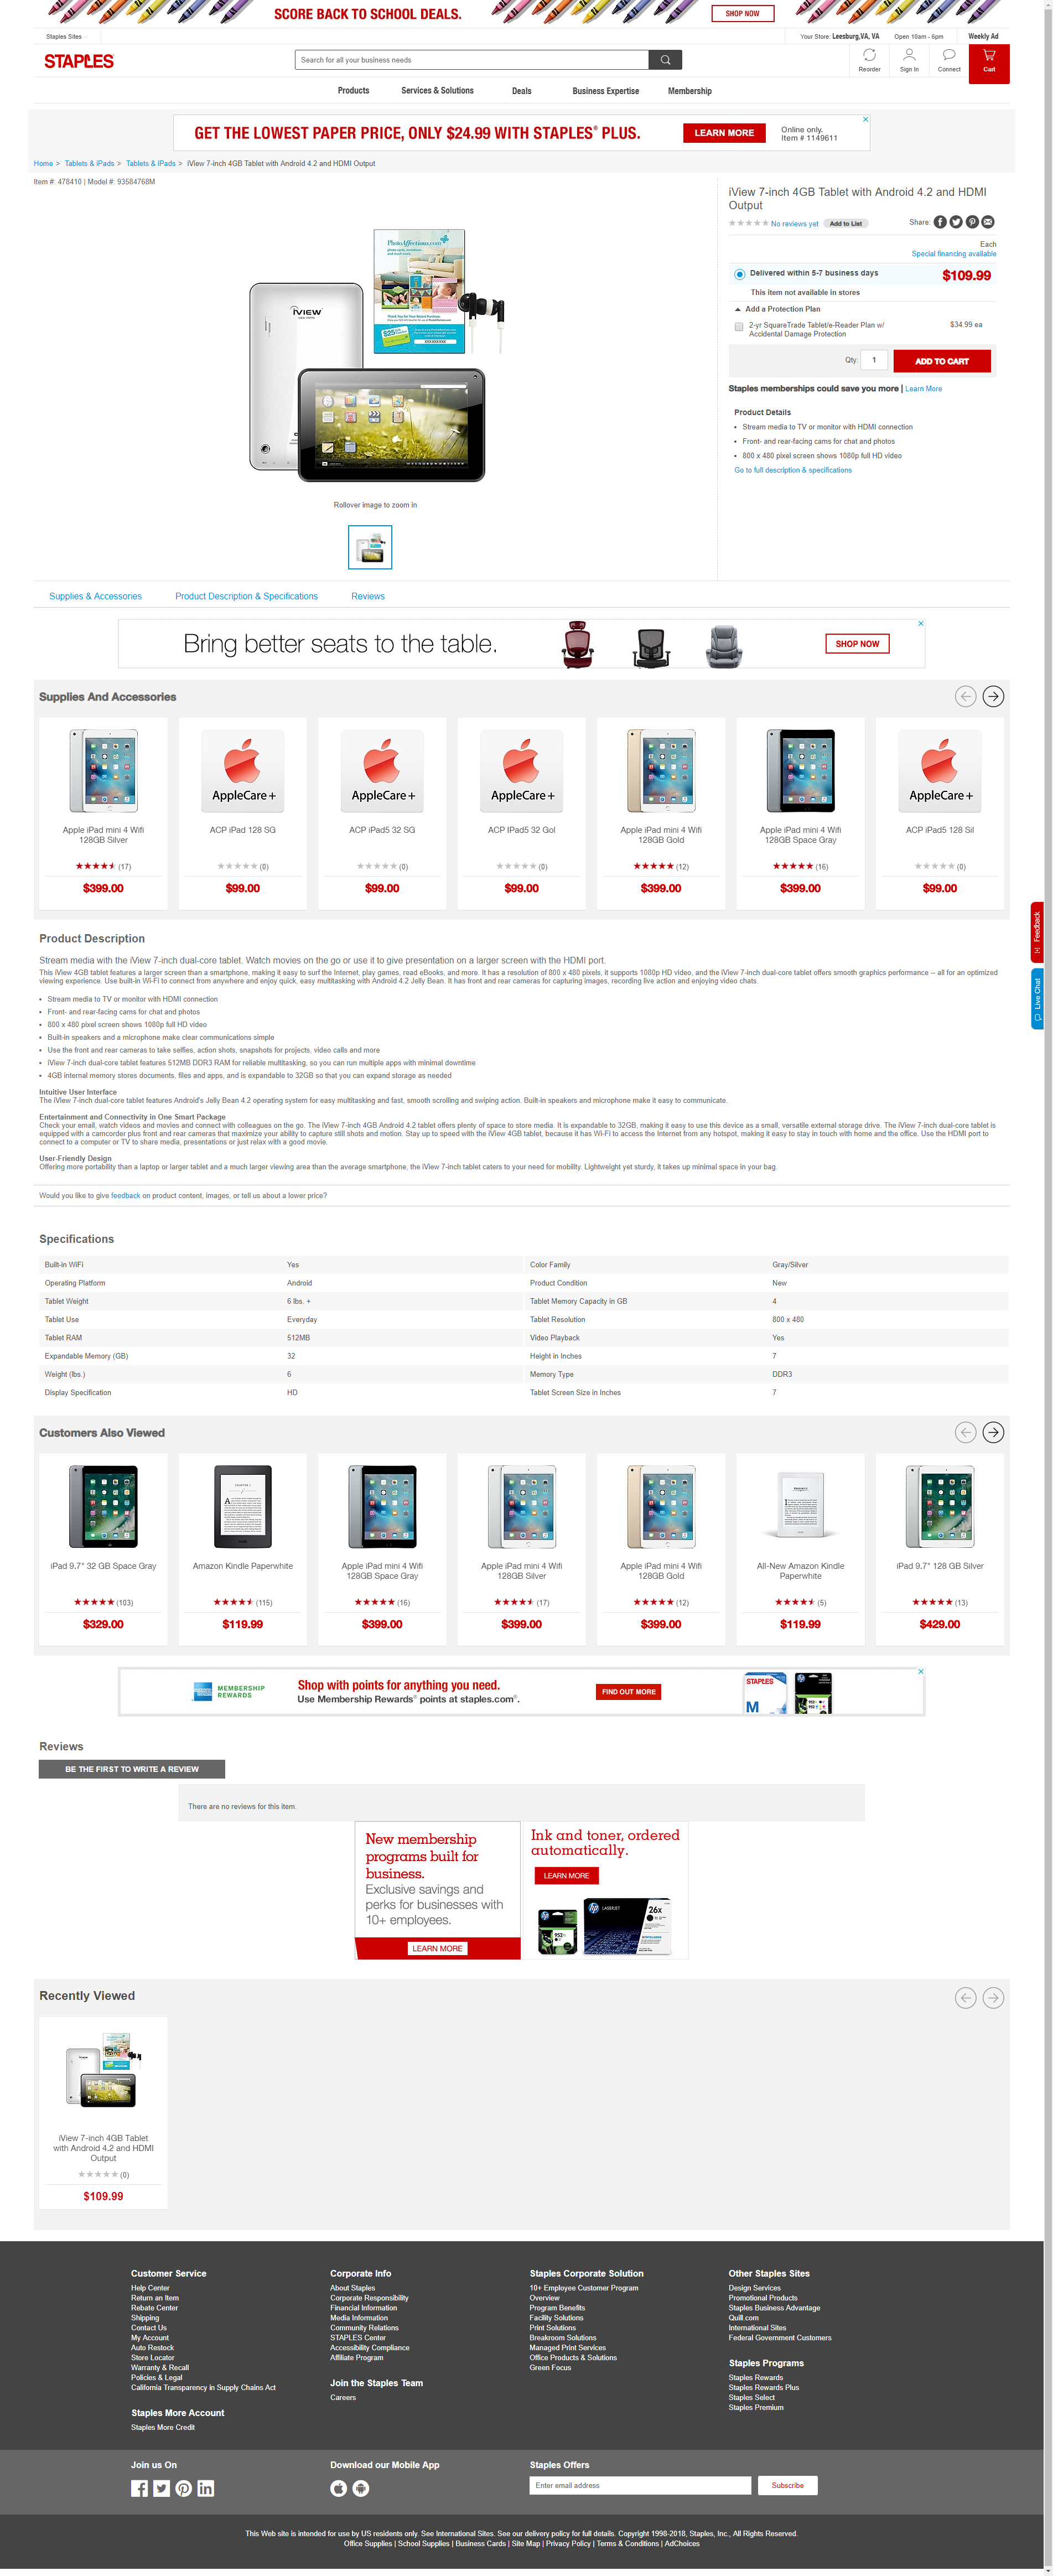 SCORE BACK TO SCHOOL DEALS.
SHOP NOW
Staples Sites
Your Store: Leesburg,VA, VA
Open 10am - 6pm
Weekly Ad
STAPLES
Search for all your business needs
Reorder
Sign In
Connect
Cart
Products
Services & Solutions
Deals
Business Expertise
Membership
GET THE LOWEST PAPER PRICE, ONLY $24.99 WITH STAPLES® PLUS.
LEARN MORE
Online only.
Item # 1149611
Home > Tablets & iPads > Tablets & IPads > iView 7-inch 4GB Tablet with Android 4.2 and HDMI Output
Item #: 478410 | Model #: 93584768M
iView 7-inch 4GB Tablet with Android 4.2 and HDMI
Output
No reviews yet
Add to List
Share:
Each
Special financing available
Delivered within 5-7 business days
$109.99
This item not available in stores
Add a Protection Plan
2-yr SquareTrade Tablet/e-Reader Plan w/
Accidental Damage Protection
$34.99 ea
Qty:
1
ADD TO CART
Staples memberships could save you more | Learn More
Product Details
Stream media to TV or monitor with HDMI connection
Front- and rear-facing cams for chat and photos
800 x 480 pixel screen shows 1080p full HD video
Go to full description & specifications
PhotoAffections.com
iVIEW
Rollover image to zoom in
Supplies & Accessories
Product Description & Specifications
Reviews
Bring better seats to the table.
SHOP NOW
Supplies And Accessories
Apple iPad mini 4 Wifi
128GB Silver
(17)
$399.00
AppleCare+
ACP iPad 128 SG
(0)
$99.00
AppleCare+
ACP iPad5 32 SG
(0)
$99.00
AppleCare+
ACP IPad5 32 Gol
(0)
$99.00
Apple iPad mini 4 Wifi
128GB Gold
(12)
$399.00
Apple iPad mini 4 Wifi
128GB Space Gray
(16)
$399.00
AppleCare+
ACP iPad5 128 Sil
(0)
$99.00
Feedback
Live Chat
Product Description
Stream media with the iView 7-inch dual-core tablet. Watch movies on the go or use it to give presentation on a larger screen with the HDMI port.
This iView 4GB tablet features a larger screen than a smartphone, making it easy to surf the Internet, play games, read eBooks, and more. It has a resolution of 800 x 480 pixels, it supports 1080p HD video, and the iView 7-inch dual-core tablet offers smooth graphics performance -- all for an optimized
viewing experience. Use built-in Wi-Fi to connect from anywhere and enjoy quick, easy multitasking with Android 4.2 Jelly Bean. It has front and rear cameras for capturing images, recording live action and enjoying video chats.
Stream media to TV or monitor with HDMI connection
Front- and rear-facing cams for chat and photos
800 x 480 pixel screen shows 1080p full HD video
Built-in speakers and a microphone make clear communications simple
Use the front and rear cameras to take selfies, action shots, snapshots for projects, video calls and more
iView 7-inch dual-core tablet features 512MB DDR3 RAM for reliable multitasking, so you can run multiple apps with minimal downtime
4GB internal memory stores documents, files and apps, and is expandable to 32GB so that you can expand storage as needed
Intuitive User Interface
The iView 7-inch dual-core tablet features Android's Jelly Bean 4.2 operating system for easy multitasking and fast, smooth scrolling and swiping action. Built-in speakers and microphone make it easy to communicate.
Entertainment and Connectivity in One Smart Package
Check your email, watch videos and movies and connect with colleagues on the go. The iView 7-inch 4GB Android 4.2 tablet offers plenty of space to store media. It is expandable to 32GB, making it easy to use this device as a small, versatile external storage drive. The iView 7-inch dual-core tablet is
equipped with a camcorder plus front and rear cameras that maximize your ability to capture still shots and motion. Stay up to speed with the iView 4GB tablet, because it has Wi-Fi to access the Internet from any hotspot, making it easy to stay in touch with home and the office. Use the HDMI port to
connect to a computer or TV to share media, presentations or just relax with a good movie.
User-Friendly Design
Offering more portability than a laptop or larger tablet and a much larger viewing area than the average smartphone, the iView 7-inch tablet caters to your need for mobility. Lightweight yet sturdy, it takes up minimal space in your bag.
Would you like to give feedback on product content, images, or tell us about a lower price?
Specifications
Built-in WiFi
Yes
Color Family
Gray/Silver
Operating Platform
Android
Product Condition
New
Tablet Weight
6 lbs. +
Tablet Memory Capacity in GB
4
Tablet Use
Everyday
Tablet Resolution
800 x 480
Tablet RAM
512MB
Video Playback
Yes
Expandable Memory (GB)
32
Height in Inches
7
Weight (lbs.)
6
Memory Type
DDR3
Display Specification
HD
Tablet Screen Size in Inches
7
Customers Also Viewed
iPad 9.7" 32 GB Space Gray
(103)
$329.00
Amazon Kindle Paperwhite
(115)
$119.99
Apple iPad mini 4 Wifi
128GB Space Gray
(16)
$399.00
Apple iPad mini 4 Wifi
128GB Silver
(17)
$399.00
Apple iPad mini 4 Wifi
128GB Gold
(12)
$399.00
All-New Amazon Kindle
Paperwhite
(5)
$119.99
iPad 9.7" 128 GB Silver
(13)
$429.00
MEMBERSHIP
REWARDS
Shop with points for anything you need.
Use Membership Rewards® points at staples.com®.
FIND OUT MORE
STAPLES
M
Reviews
BE THE FIRST TO WRITE A REVIEW
There are no reviews for this item.
New membership
programs built for
business.
Exclusive savings and
perks for businesses with
10+ employees.
LEARN MORE
Ink and toner, ordered
automatically.
LEARN MORE
LASERJET
26x
952
Recently Viewed
iView 7-inch 4GB Tablet
with Android 4.2 and HDMI
Output
(0)
$109.99
Customer Service
Help Center
Return an Item
Rebate Center
Shipping
Contact Us
My Account
Auto Restock
Store Locator
Warranty & Recall
Policies & Legal
California Transparency in Supply Chains Act
Staples More Account
Staples More Credit
Corporate Info
About Staples
Corporate Responsibility
Financial Information
Media Information
Community Relations
STAPLES Center
Accessibility Compliance
Affiliate Program
Join the Staples Team
Careers
Staples Corporate Solution
10+ Employee Customer Program
Overview
Program Benefits
Facility Solutions
Print Solutions
Breakroom Solutions
Managed Print Services
Office Products & Solutions
Green Focus
Other Staples Sites
Design Services
Promotional Products
Staples Business Advantage
Quill.com
International Sites
Federal Government Customers
Staples Programs
Staples Rewards
Staples Rewards Plus
Staples Select
Staples Premium
Join us On
Download our Mobile App
Staples Offers
Enter email address
Subscribe
This Web site is intended for use by US residents only. See International Sites. See our delivery policy for full details. Copyright 1998-2018, Staples, Inc., All Rights Reserved.
Office Supplies | School Supplies | Business Cards | Site Map | Privacy Policy | Terms & Conditions | AdChoices